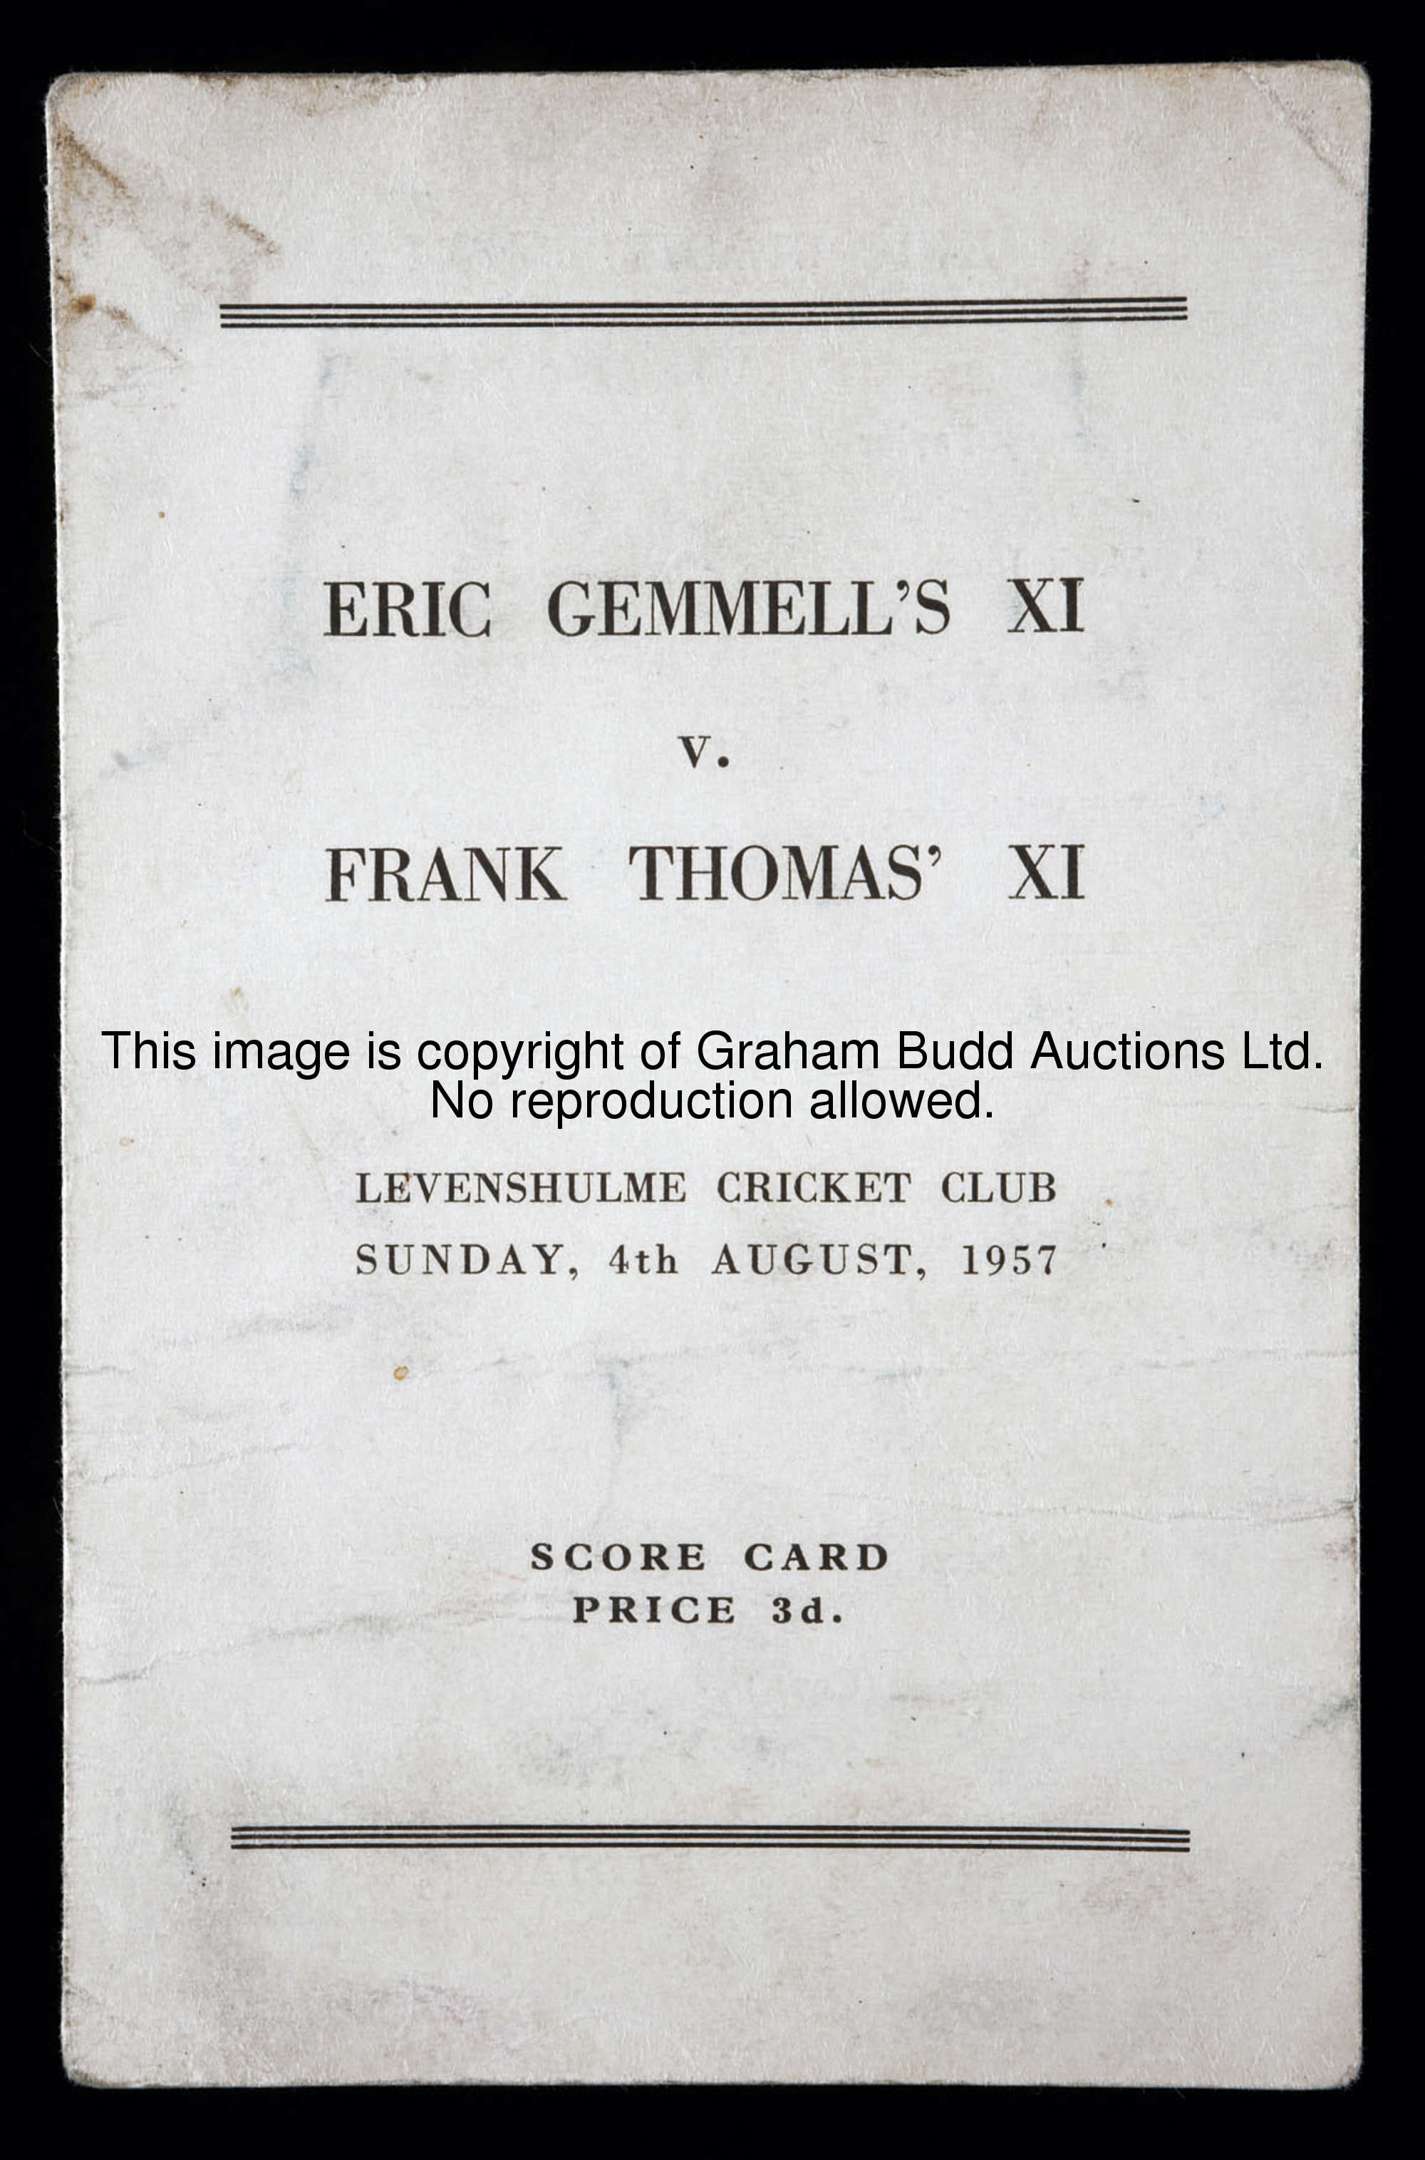 ERIC GEMMELL'S XI
v.
FRANK THOMAS' XI
This image is copyright of Graham Budd Auctions Ltd.
No reproduction allowed.
LEVENSHULME CRICKET CLUB
SUNDAY, 4th AUGUST, 1957
SCORE CARD
PRICE 3d.